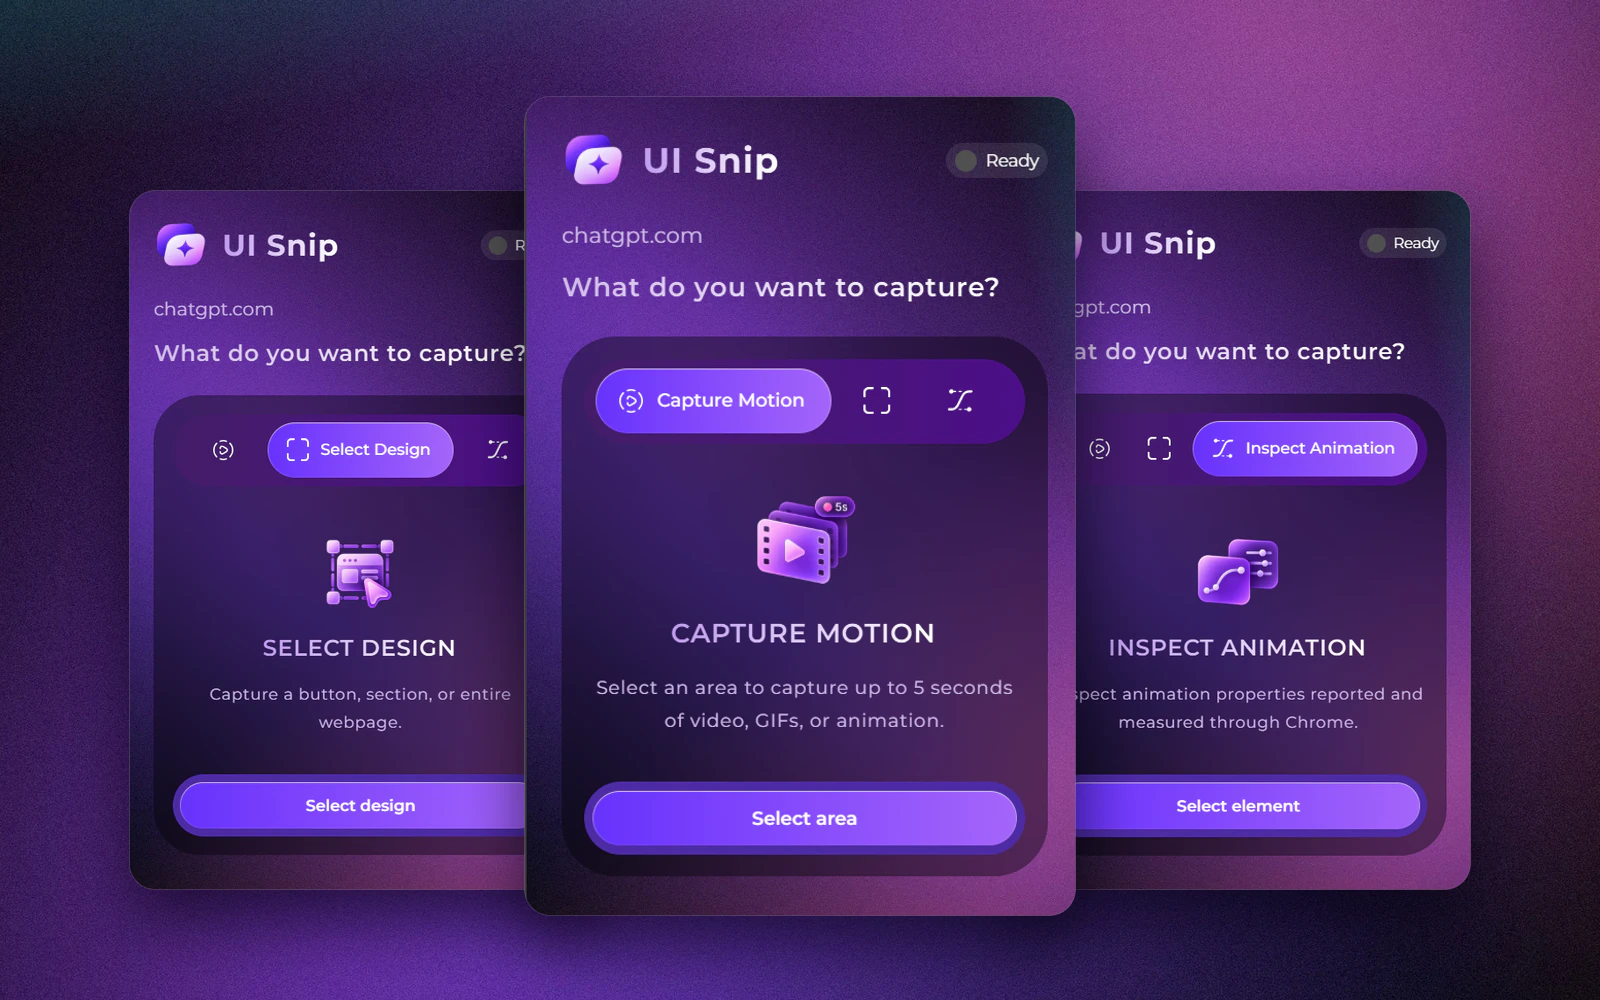 UI Snip
chatgpt.com
What do you want to capture?
Select Design
SELECT DESIGN
Capture a button, section, or entire
webpage.
Select design
UI Snip
Ready
chatgpt.com
What do you want to capture?
Capture Motion
5s
CAPTURE MOTION
Select an area to capture up to 5 seconds
of video, GIFs, or animation.
Select area
UI Snip
Ready
gpt.com
at do you want to capture?
Inspect Animation
INSPECT ANIMATION
spect animation properties reported and
measured through Chrome.
Select element